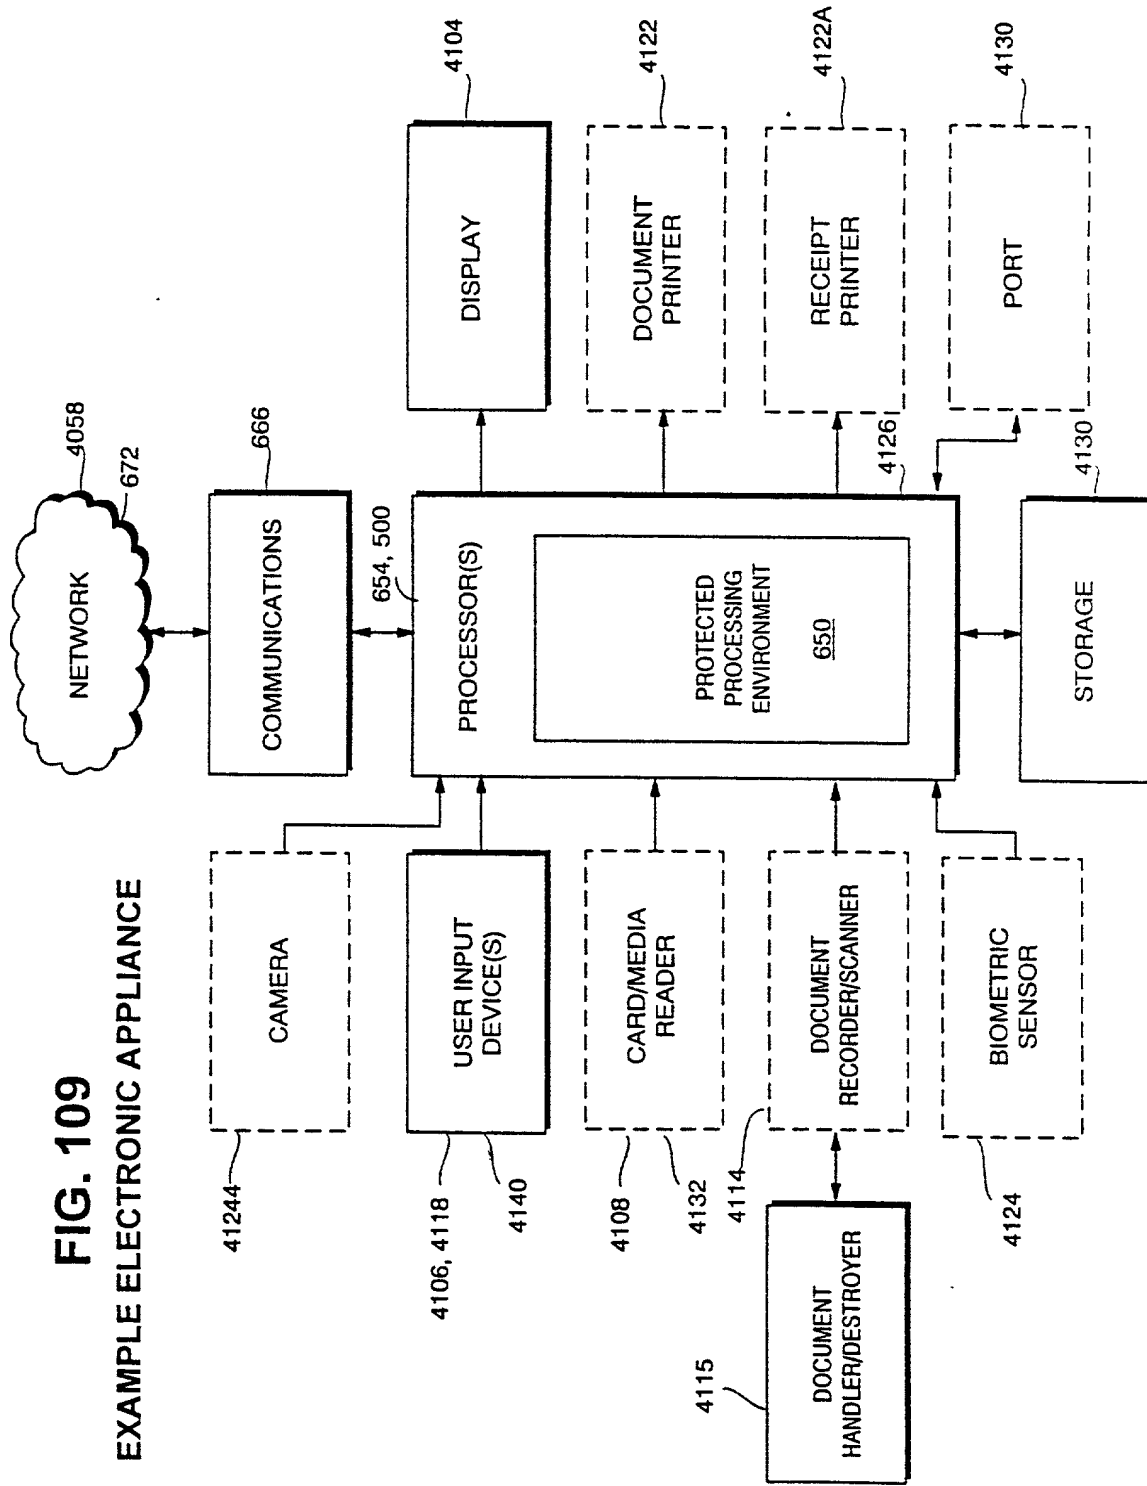 FIG. 109
EXAMPLE ELECTRONIC APPLIANCE
NETWORK
4058
672
COMMUNICATIONS
666
41244
CAMERA
654, 500
PROCESSOR(S)
PROTECTED
PROCESSING
ENVIRONMENT
650
4126
4106, 4118
4140
USER INPUT
DEVICE(S)
4108
4132
CARD/MEDIA
READER
4114
DOCUMENT
RECORDER/SCANNER
4115
DOCUMENT
HANDLER/DESTROYER
4124
BIOMETRIC
SENSOR
DISPLAY
4104
DOCUMENT
PRINTER
4122
RECEIPT
PRINTER
4122A
PORT
4130
STORAGE
4130